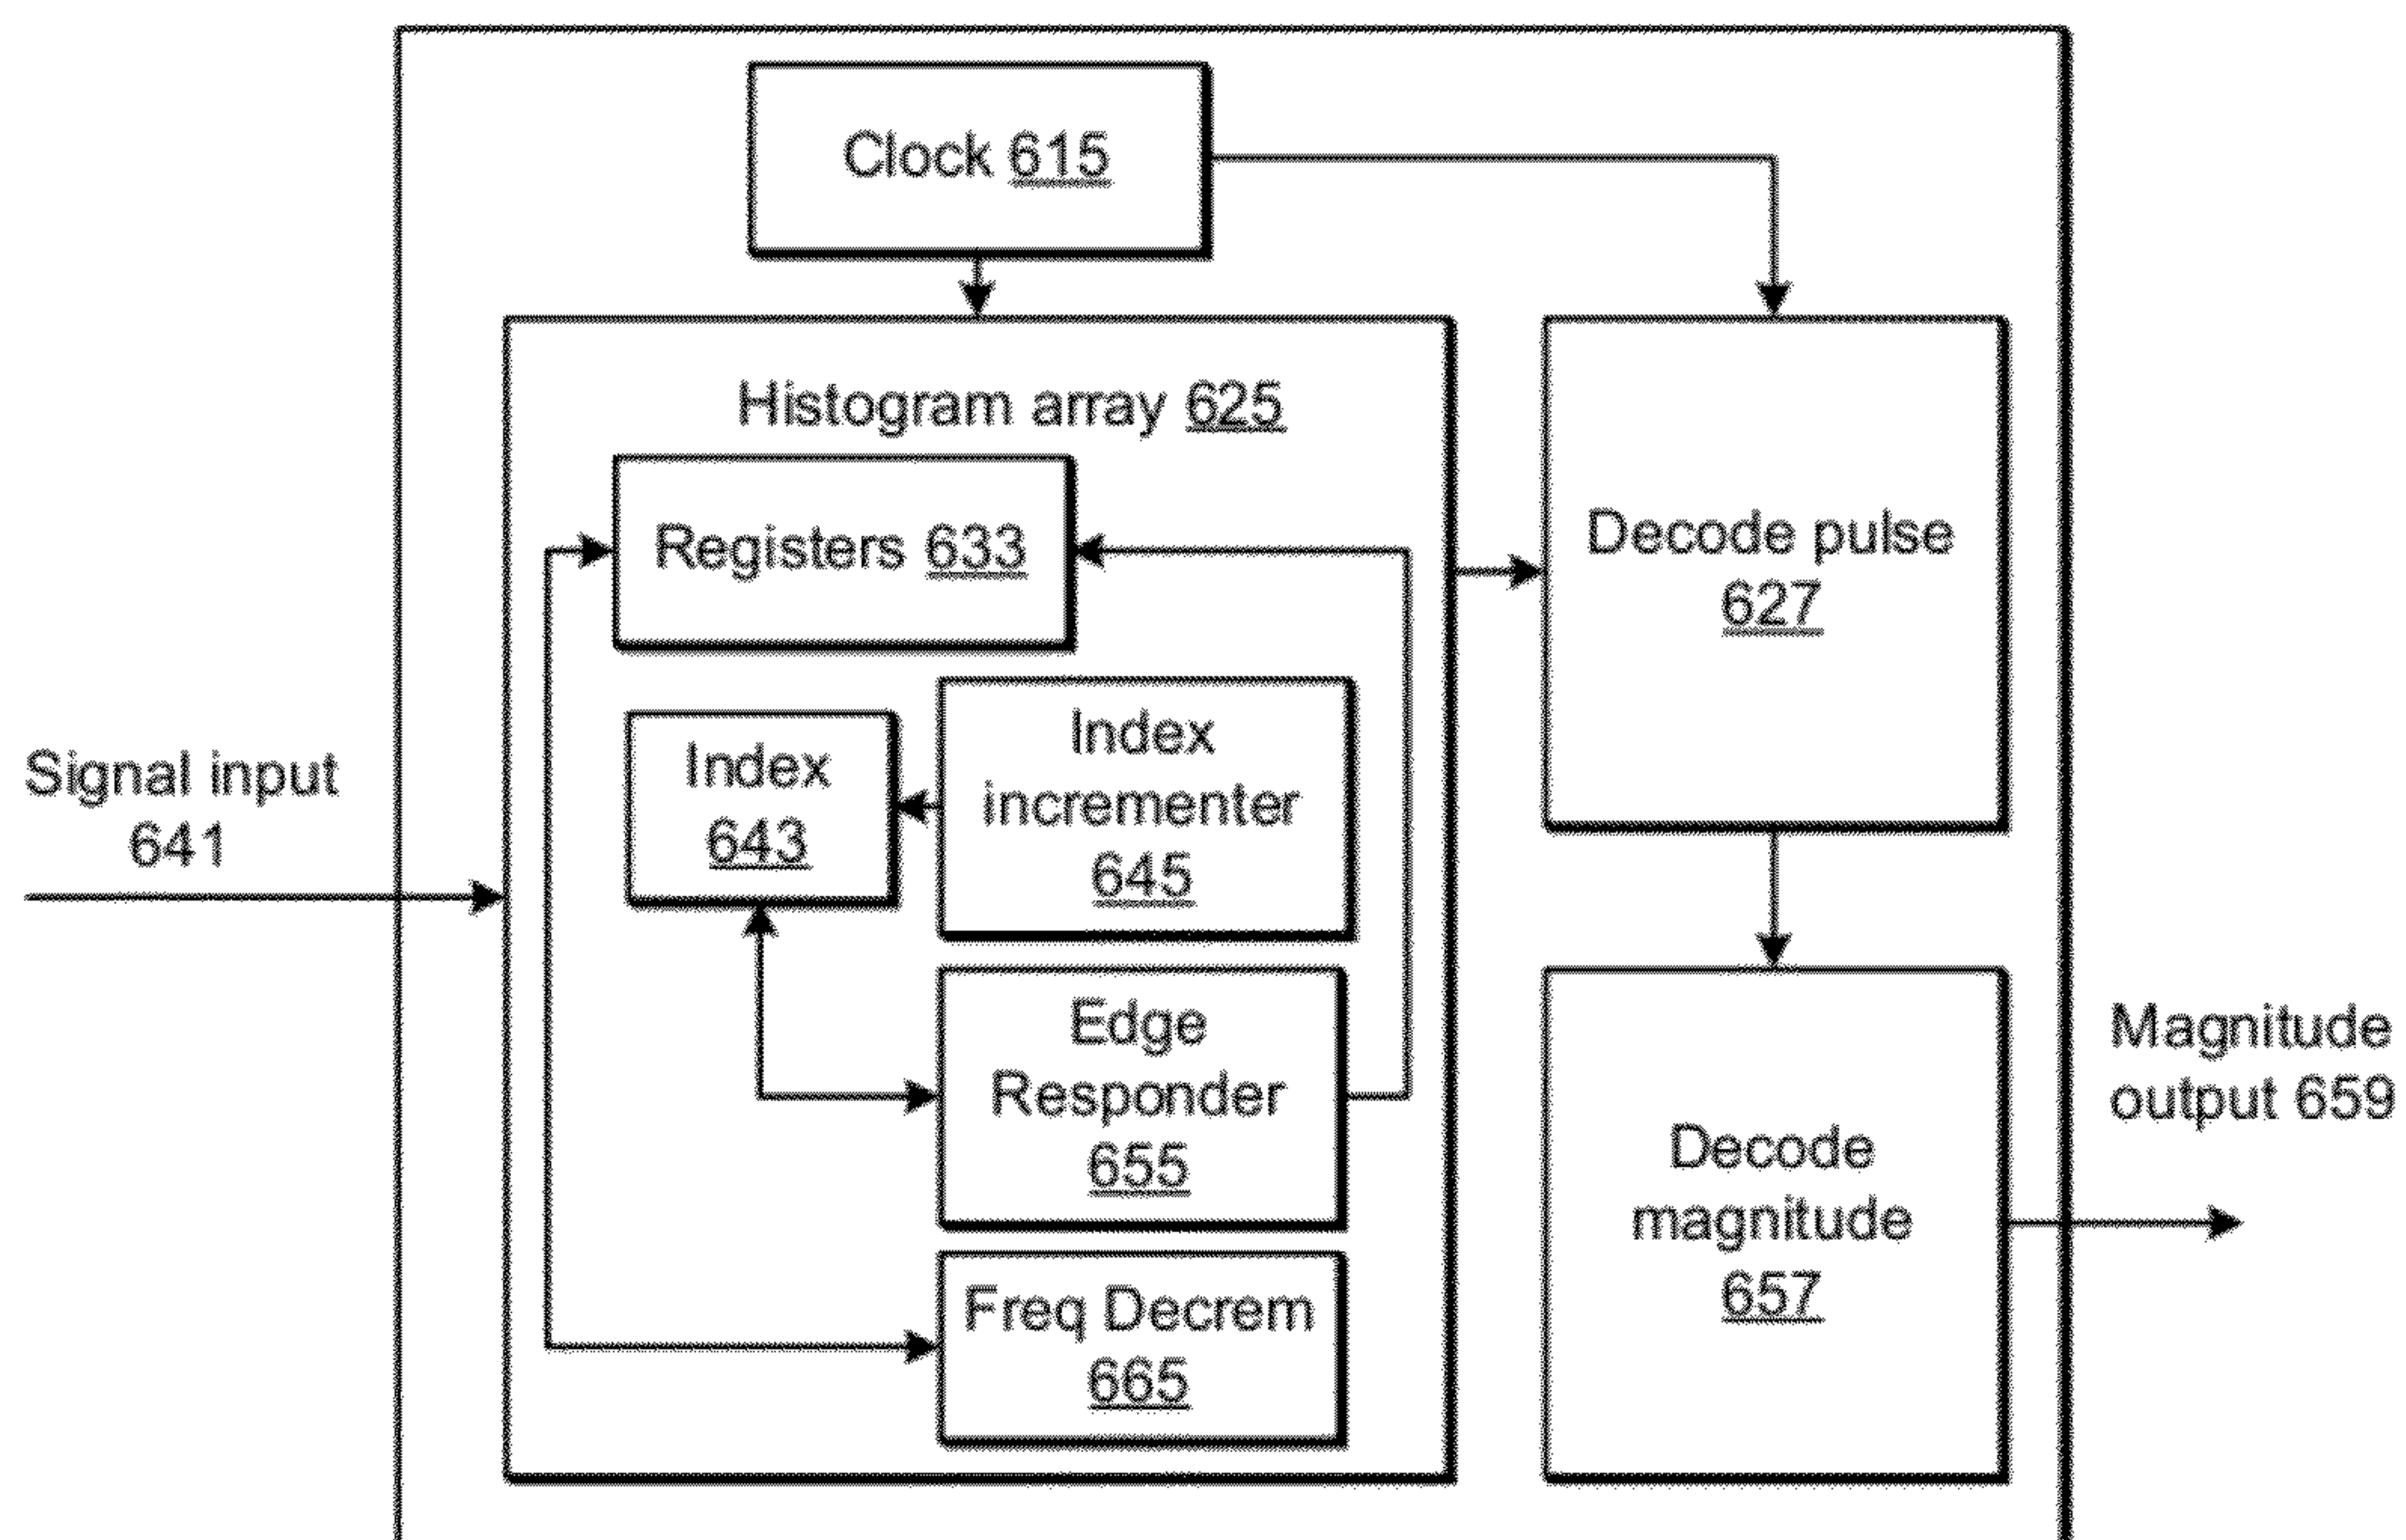 Clock 615
Histogram array 625
Registers 633
Decode pulse
627
Index
643
Index
incrementer
645
Signal input
641
Edge
Responder
655
Freq Decrem
665
Decode
magnitude
657
Magnitude
output 659